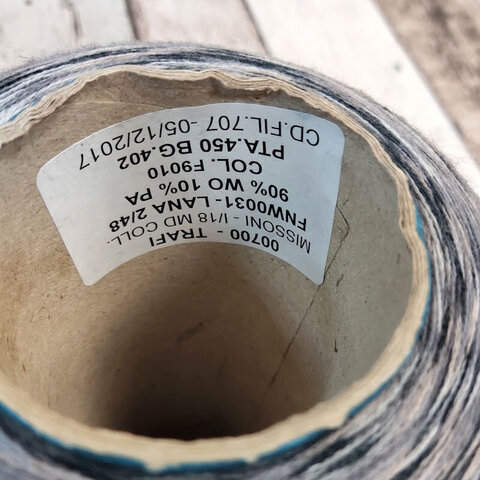 00700 - TRAFI
MISSONI - I/18 MD COLL.
FNW0031 - LANA 2/48
90% WO 10% PA
COL. F9010
PTA.450 BG.402
CD.FIL.707 -05/12/2017